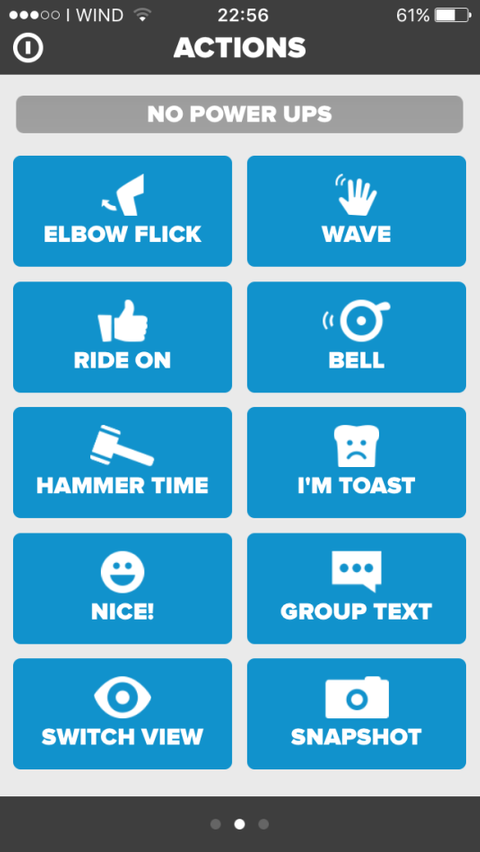 I WIND 22:56 61%
ACTIONS
NO POWER UPS
ELBOW FLICK WAVE
RIDE ON BELL
HAMMER TIME I'M TOAST
NICE! GROUP TEXT
SWITCH VIEW SNAPSHOT